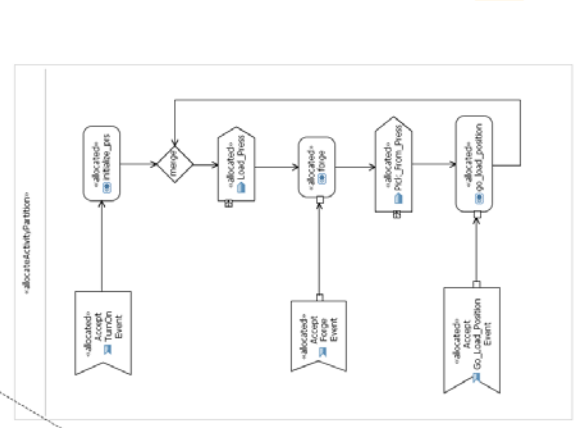 «allocateActivityPartition»
«allocated»
initialize_prs
merge
«allocated»
Load_Press
«allocated»
forge
«allocated»
Pick_From_Press
«allocated»
go_load_position
«allocated»
Accept
TurnOn
Event
«allocated»
Accept
Forge
Event
«allocated»
Accept
Go_Load_Position
Event